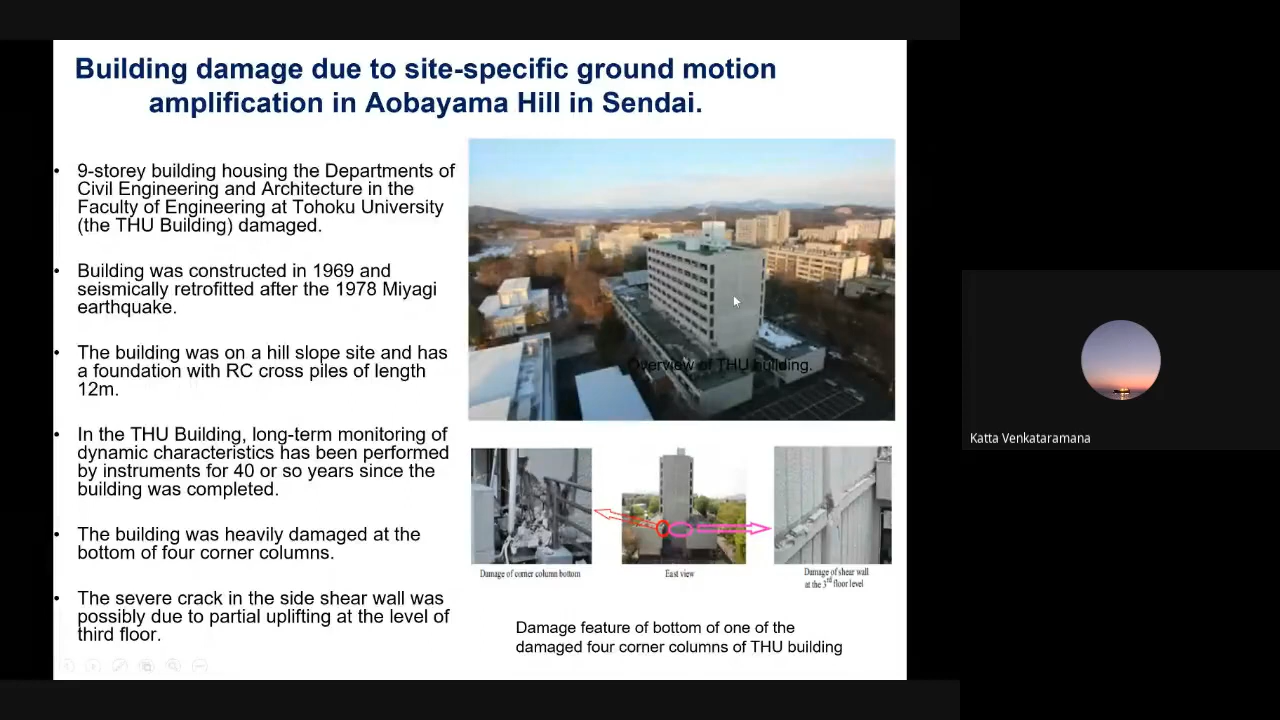 Building damage due to site-specific ground motion
amplification in Aobayama Hill in Sendai.
• 9-storey building housing the Departments of
Civil Engineering and Architecture in the
Faculty of Engineering at Tohoku University
(the THU Building) damaged.
• Building was constructed in 1969 and
seismically retrofitted after the 1978 Miyagi
earthquake.
• The building was on a hill slope site and has
a foundation with RC cross piles of length
12m.
• In the THU Building, long-term monitoring of
dynamic characteristics has been performed
by instruments for 40 or so years since the
building was completed.
• The building was heavily damaged at the
bottom of four corner columns.
• The severe crack in the side shear wall was
possibly due to partial uplifting at the level of
third floor.
Overview of THU building.
Damage of corner column bottom
East view
Damage of shear wall
at the 3rd floor level
Damage feature of bottom of one of the
damaged four corner columns of THU building
Katta Venkataramana